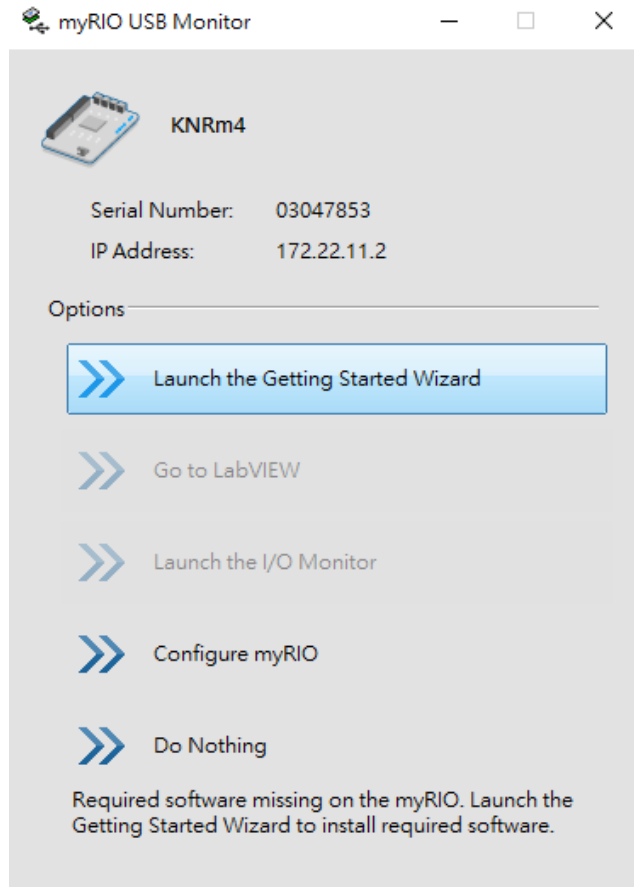 myRIO USB Monitor
KNRm4
Serial Number: 03047853
IP Address: 172.22.11.2
Options
Launch the Getting Started Wizard
Go to LabVIEW
Launch the I/O Monitor
Configure myRIO
Do Nothing
Required software missing on the myRIO. Launch the
Getting Started Wizard to install required software.